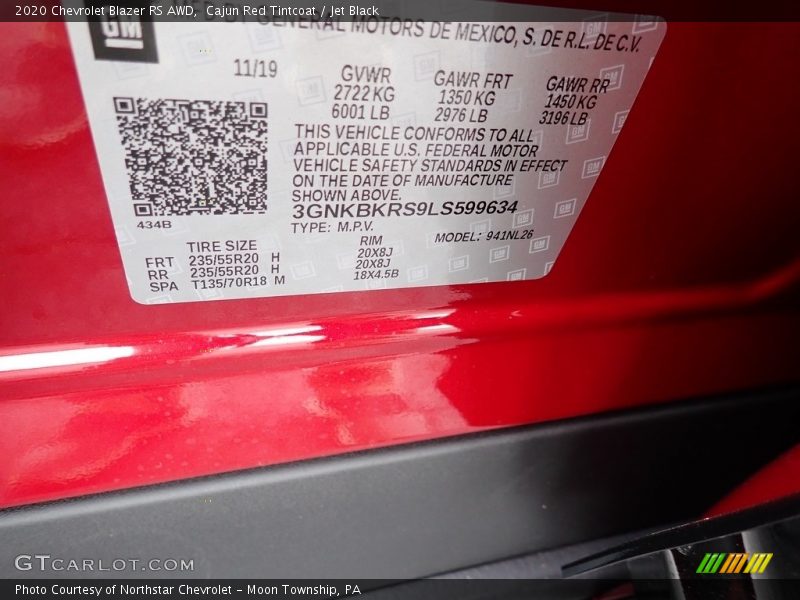 2020 Chevrolet Blazer RS AWD, Cajun Red Tintcoat / Jet Black
GM
GENERAL MOTORS DE MEXICO, S. DE R.L. DE C.V.
11/19
GVWR
2722 KG
6001 LB
GAWR FRT
1350 KG
2976 LB
GAWR RR
1450 KG
3196 LB
THIS VEHICLE CONFORMS TO ALL
APPLICABLE U.S. FEDERAL MOTOR
VEHICLE SAFETY STANDARDS IN EFFECT
ON THE DATE OF MANUFACTURE
SHOWN ABOVE.
3GNKBKRS9LS599634
TYPE: M.P.V.
MODEL: 941NL26
434B
TIRE SIZE RIM
FRT 235/55R20 H 20X8J
RR 235/55R20 H 20X8J
SPA T135/70R18 M 18X4.5B
GTCARLOT.COM
Photo Courtesy of Northstar Chevrolet - Moon Township, PA